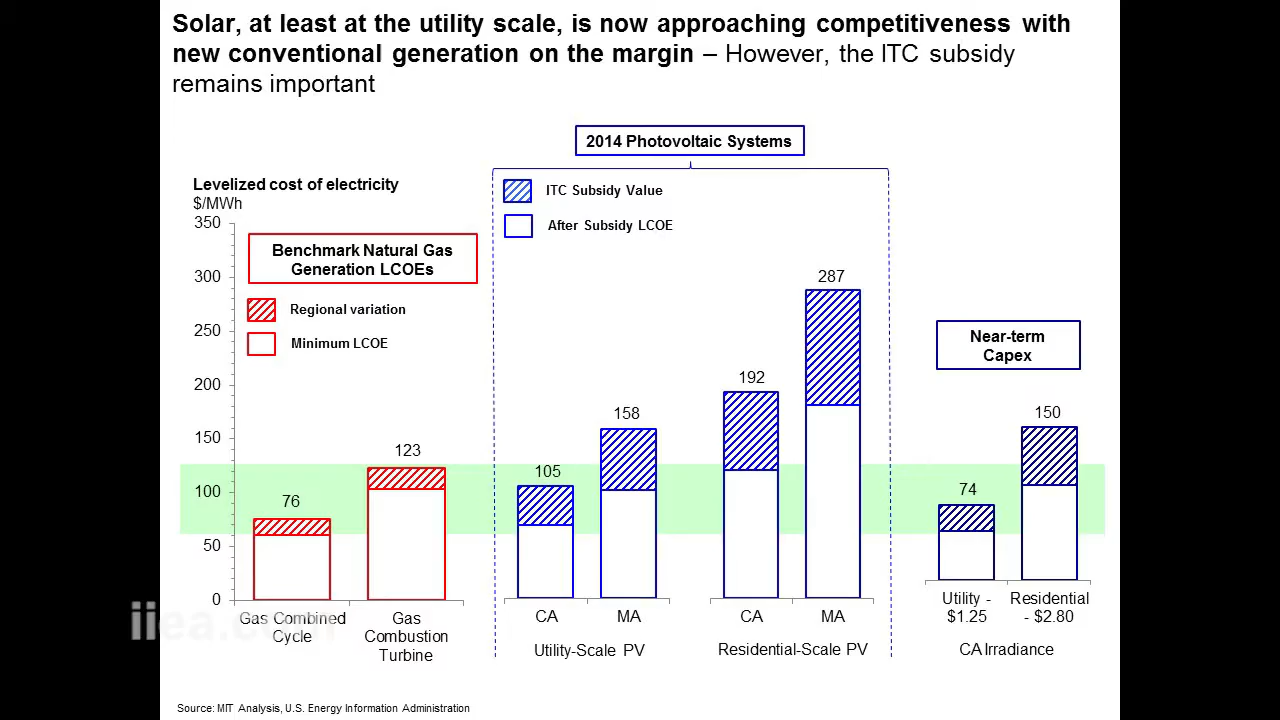 Solar, at least at the utility scale, is now approaching competitiveness with
new conventional generation on the margin – However, the ITC subsidy
remains important
2014 Photovoltaic Systems
Levelized cost of electricity
$/MWh
ITC Subsidy Value
After Subsidy LCOE
Benchmark Natural Gas
Generation LCOEs
Regional variation
Minimum LCOE
Near-term
Capex
350
300
250
200
150
100
50
0
76
123
105
158
192
287
74
150
Gas Combined
Cycle
Gas
Combustion
Turbine
CA
MA
Utility-Scale PV
CA
MA
Residential-Scale PV
Utility -
$1.25
Residential
- $2.80
CA Irradiance
iiea.com
Source: MIT Analysis, U.S. Energy Information Administration